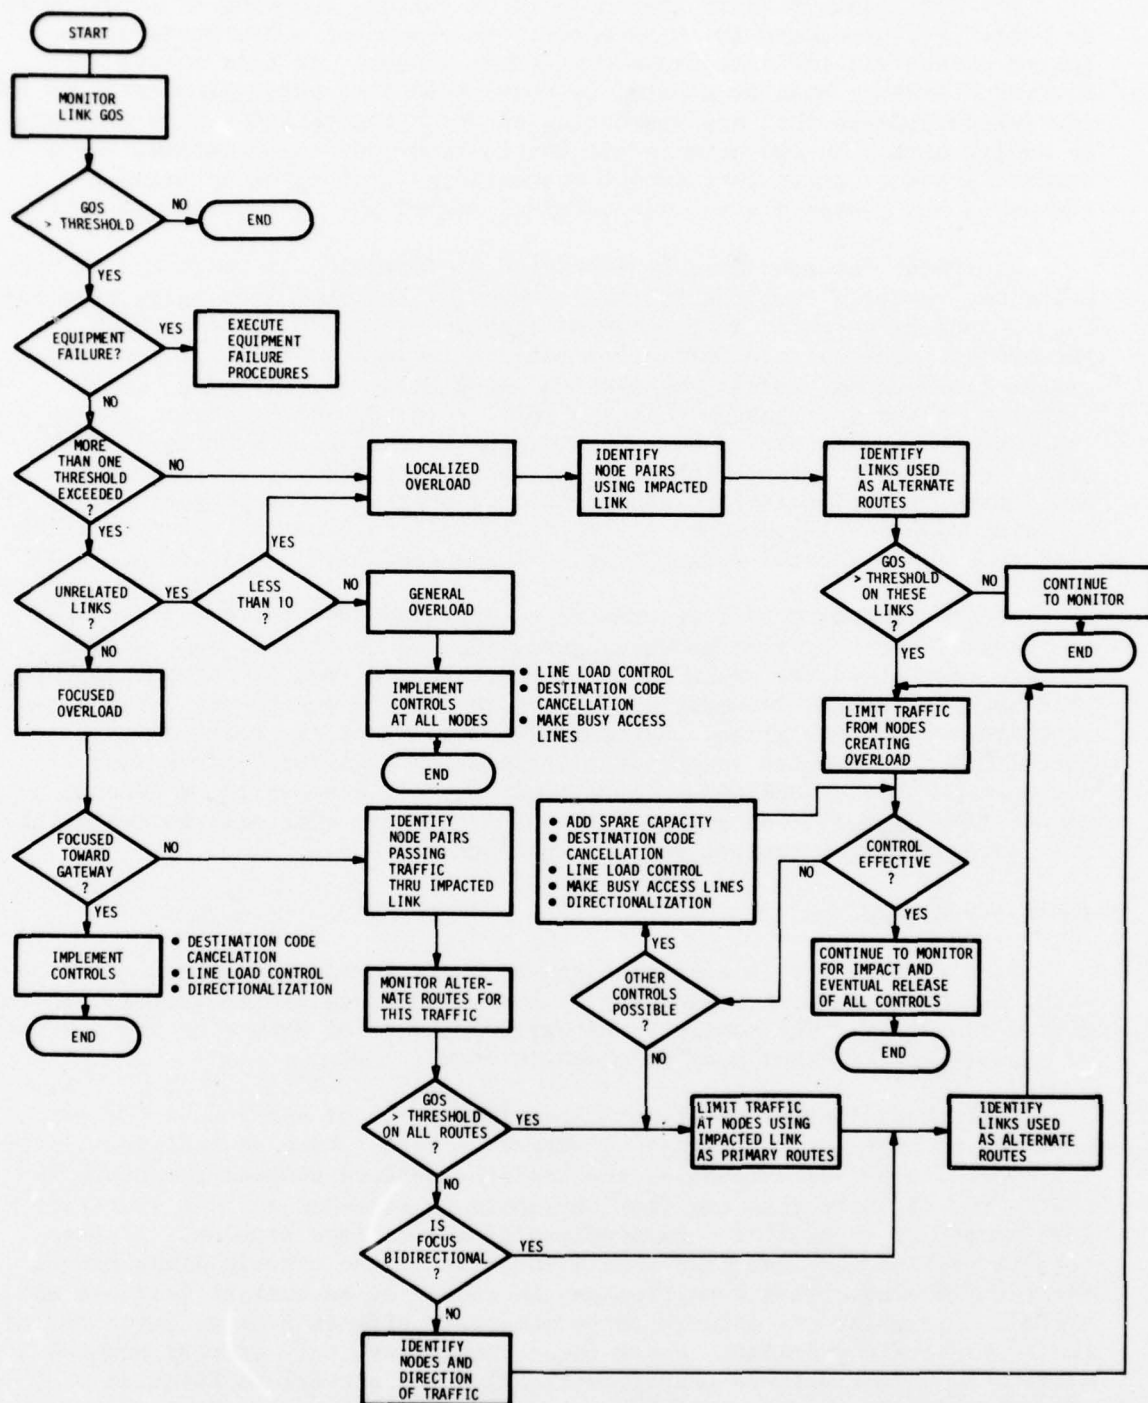 START
MONITOR
LINK GOS
GOS
> THRESHOLD
NO
END
YES
EQUIPMENT
FAILURE?
YES
EXECUTE
EQUIPMENT
FAILURE
PROCEDURES
NO
MORE
THAN ONE
THRESHOLD
EXCEEDED
?
NO
LOCALIZED
OVERLOAD
IDENTIFY
NODE PAIRS
USING IMPACTED
LINK
IDENTIFY
LINKS USED
AS ALTERNATE
ROUTES
YES
UNRELATED
LINKS
?
YES
LESS
THAN 10
?
YES
NO
GENERAL
OVERLOAD
GOS
> THRESHOLD
ON THESE
LINKS
?
NO
CONTINUE
TO MONITOR
END
YES
NO
FOCUSED
OVERLOAD
IMPLEMENT
CONTROLS
AT ALL NODES
• LINE LOAD CONTROL
• DESTINATION CODE
CANCELLATION
• MAKE BUSY ACCESS
LINES
END
LIMIT TRAFFIC
FROM NODES
CREATING
OVERLOAD
FOCUSED
TOWARD
GATEWAY
?
NO
IDENTIFY
NODE PAIRS
PASSING
TRAFFIC
THRU IMPACTED
LINK
• ADD SPARE CAPACITY
• DESTINATION CODE
CANCELLATION
• LINE LOAD CONTROL
• MAKE BUSY ACCESS LINES
• DIRECTIONALIZATION
CONTROL
EFFECTIVE
?
NO
YES
YES
IMPLEMENT
CONTROLS
• DESTINATION CODE
CANCELATION
• LINE LOAD CONTROL
• DIRECTIONALIZATION
END
MONITOR ALTER-
NATE ROUTES FOR
THIS TRAFFIC
YES
OTHER
CONTROLS
POSSIBLE
?
NO
CONTINUE TO MONITOR
FOR IMPACT AND
EVENTUAL RELEASE
OF ALL CONTROLS
END
GOS
> THRESHOLD
ON ALL ROUTES
?
YES
LIMIT TRAFFIC
AT NODES USING
IMPACTED LINK
AS PRIMARY ROUTES
IDENTIFY
LINKS USED
AS ALTERNATE
ROUTES
NO
IS
FOCUS
BIDIRECTIONAL
?
YES
NO
IDENTIFY
NODES AND
DIRECTION
OF TRAFFIC